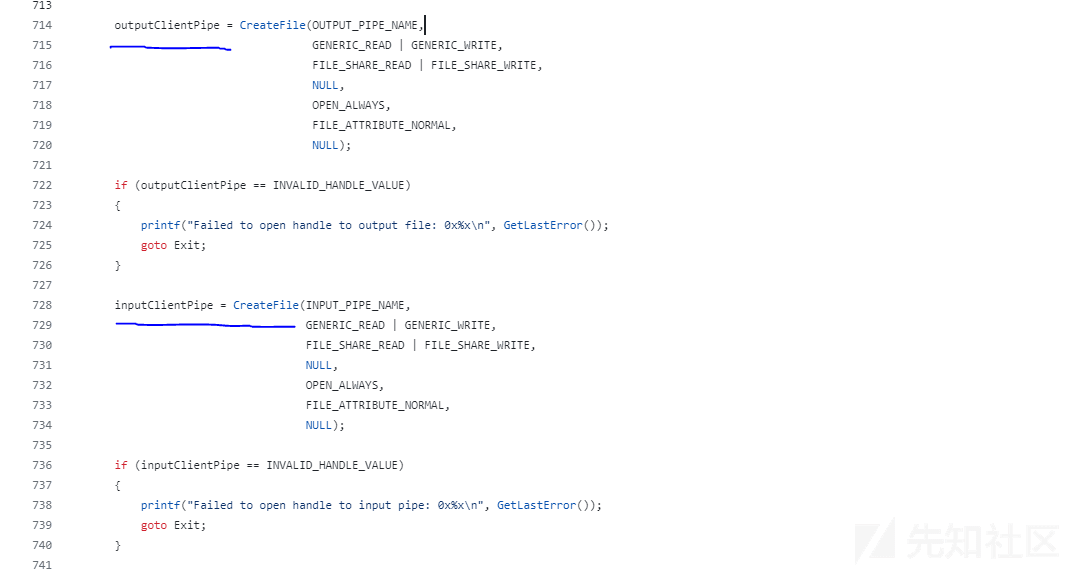 713
714 outputClientPipe = CreateFile(OUTPUT_PIPE_NAME,
715 GENERIC_READ | GENERIC_WRITE,
716 FILE_SHARE_READ | FILE_SHARE_WRITE,
717 NULL,
718 OPEN_ALWAYS,
719 FILE_ATTRIBUTE_NORMAL,
720 NULL);
721
722 if (outputClientPipe == INVALID_HANDLE_VALUE)
723 {
724 printf("Failed to open handle to output file: 0x%x\n", GetLastError());
725 goto Exit;
726 }
727
728 inputClientPipe = CreateFile(INPUT_PIPE_NAME,
729 GENERIC_READ | GENERIC_WRITE,
730 FILE_SHARE_READ | FILE_SHARE_WRITE,
731 NULL,
732 OPEN_ALWAYS,
733 FILE_ATTRIBUTE_NORMAL,
734 NULL);
735
736 if (inputClientPipe == INVALID_HANDLE_VALUE)
737 {
738 printf("Failed to open handle to input pipe: 0x%x\n", GetLastError());
739 goto Exit;
740 }
741
先知社区